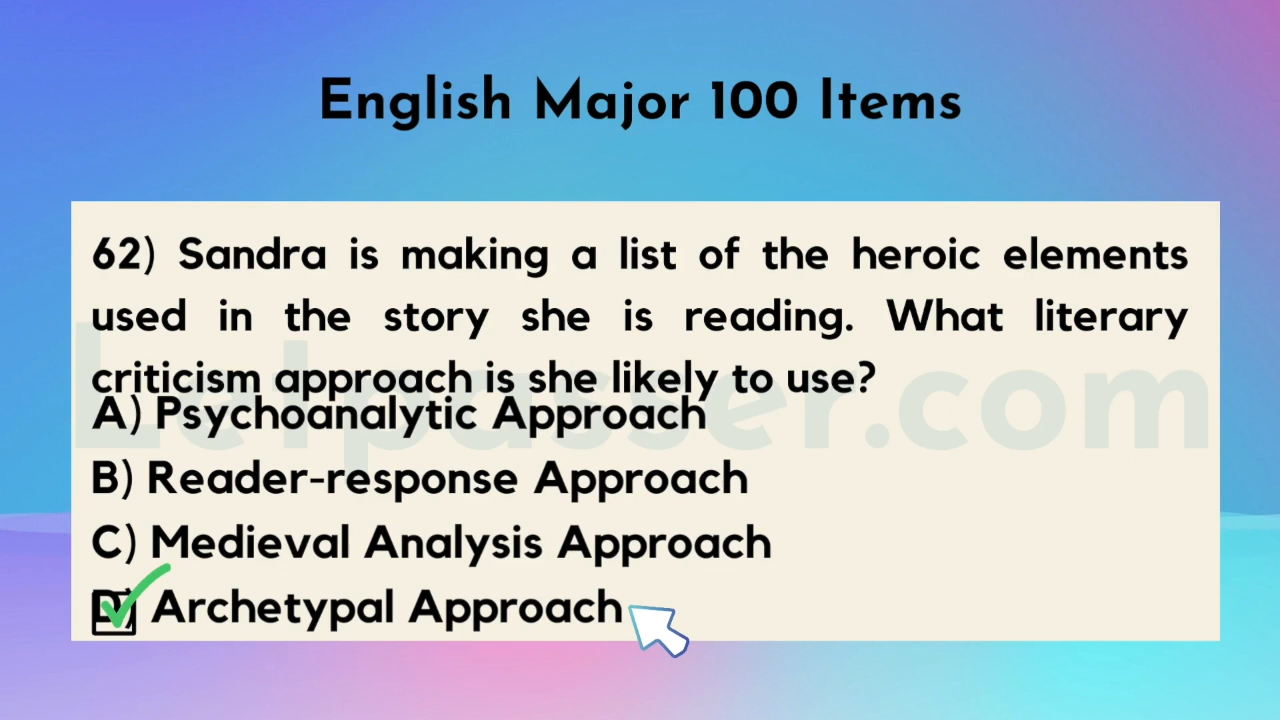 English Major 100 Items
62) Sandra is making a list of the heroic elements
used in the story she is reading. What literary
criticism approach is she likely to use?
A) Psychoanalytic Approach
B) Reader-response Approach
C) Medieval Analysis Approach
D) Archetypal Approach
Letpasser.com